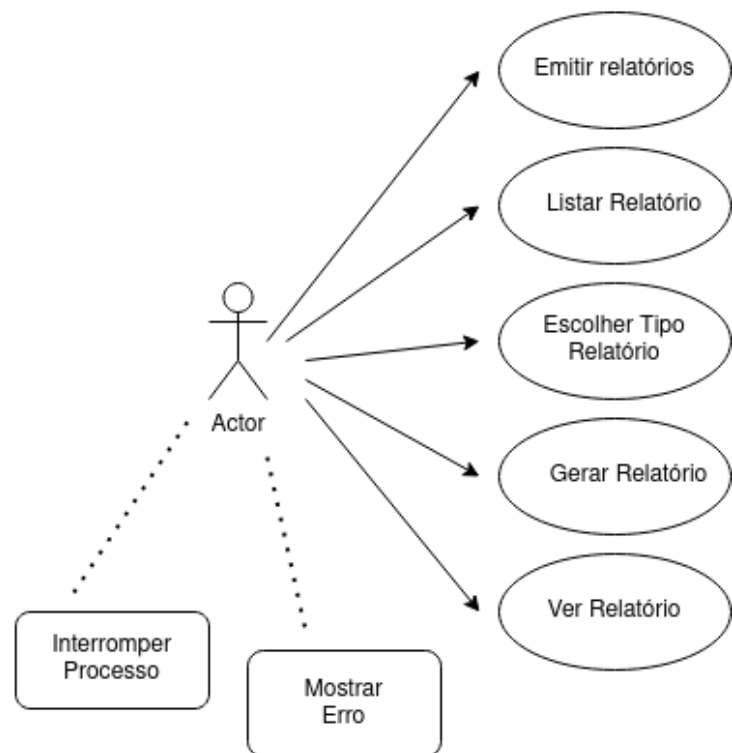 Emitir relatórios
Listar Relatório
Escolher Tipo
Relatório
Actor
Gerar Relatório
Ver Relatório
Interromper
Processo
Mostrar
Erro